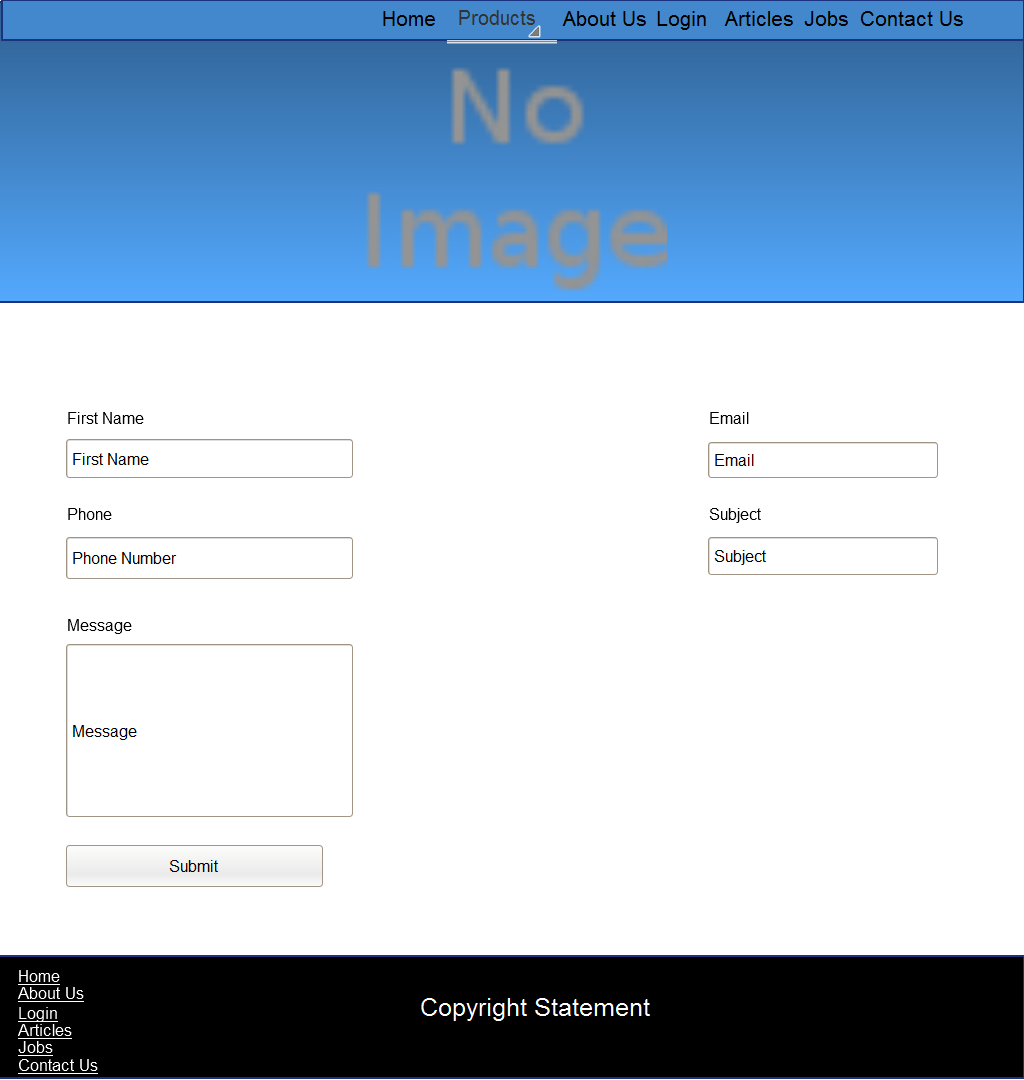 Home Products About Us Login Articles Jobs Contact Us
No
Image
First Name
Email
First Name
Email
Phone
Subject
Phone Number
Subject
Message
Message
Submit
Home
About Us
Login
Articles
Jobs
Contact Us
Copyright Statement